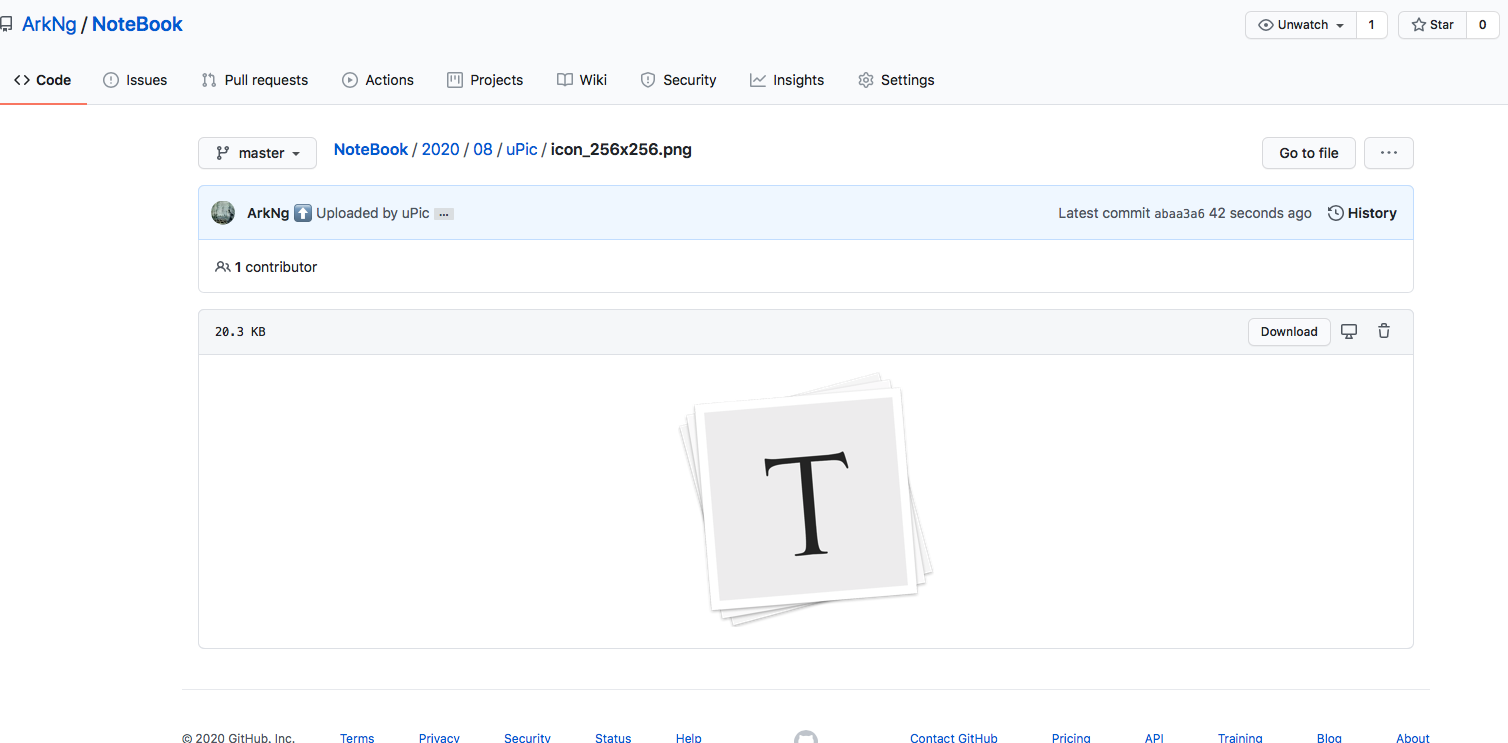 ArkNg / NoteBook
Unwatch 1 Star 0
Code Issues Pull requests Actions Projects Wiki Security Insights Settings
master NoteBook / 2020 / 08 / uPic / icon_256x256.png Go to file ...
ArkNg Uploaded by uPic ... Latest commit abaa3a6 42 seconds ago History
1 contributor
20.3 KB Download
T
© 2020 GitHub, Inc. Terms Privacy Security Status Help Contact GitHub Pricing API Training Blog About